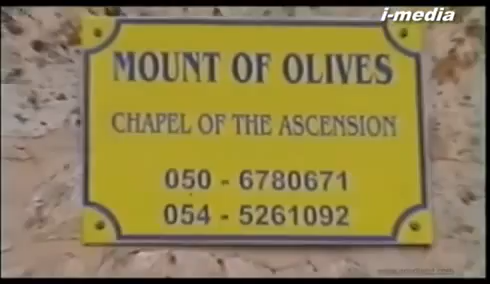 i-media
MOUNT OF OLIVES
CHAPEL OF THE ASCENSION
050 - 6780671
054 - 5261092